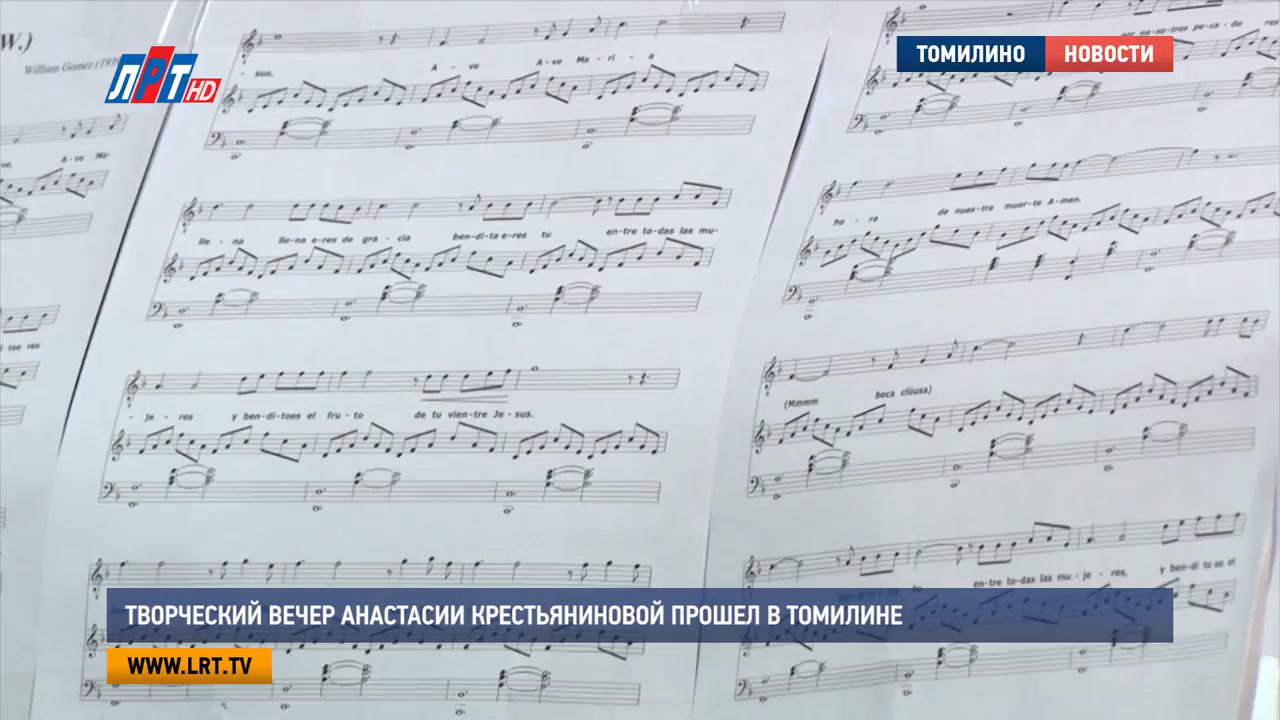 W.)
William Gomez (1939
ЛРТ HD
ТОМИЛИНО НОВОСТИ
sus. A - ve A-ve Ma - ri - a
A-ve Ma-
lle - na lle-na e-res de gra - cia ben-di-ta e-res tu en-tre to-das las mu-
- je - res y ben-di-toes el fru-to de tu vien-tre Je-sus.
ho - ra de nues-tra muer-te A-men.
(Mmmm boca cliusa)
en-tre to-das las mu-je - res, y ben-di to es el
ТВОРЧЕСКИЙ ВЕЧЕР АНАСТАСИИ КРЕСТЬЯНИНОВОЙ ПРОШЕЛ В ТОМИЛИНЕ
WWW.LRT.TV